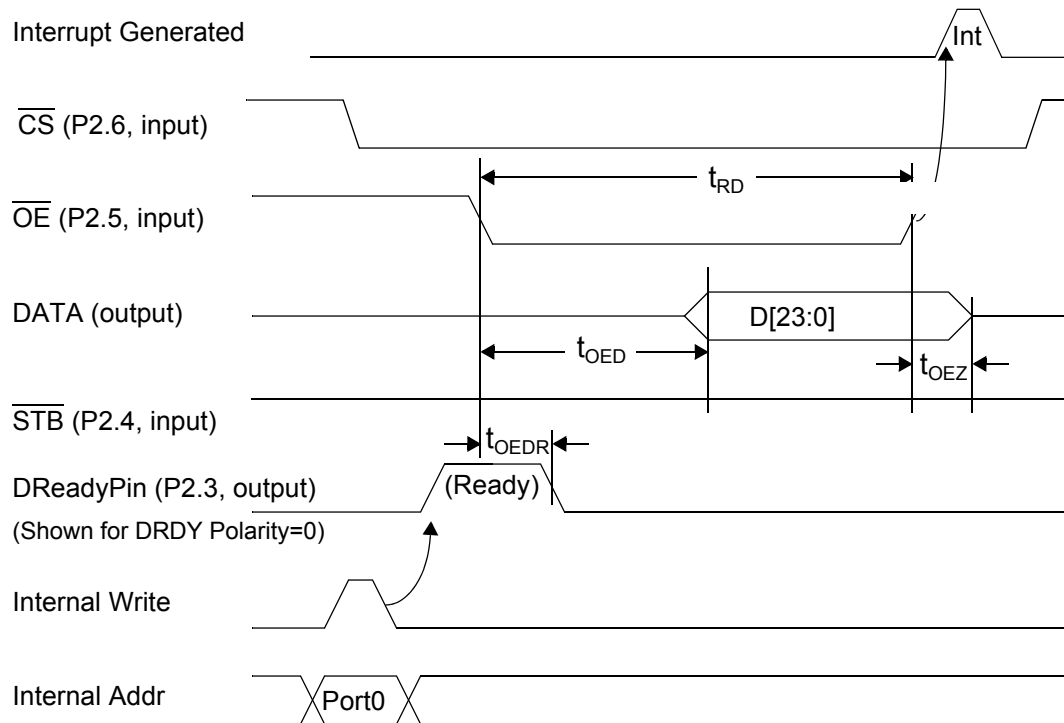 Interrupt Generated
Int
CS (P2.6, input)
tRD
OE (P2.5, input)
DATA (output)
D[23:0]
tOED
tOEZ
STB (P2.4, input)
tOEDR
DReadyPin (P2.3, output)
(Ready)
(Shown for DRDY Polarity=0)
Internal Write
Internal Addr
Port0